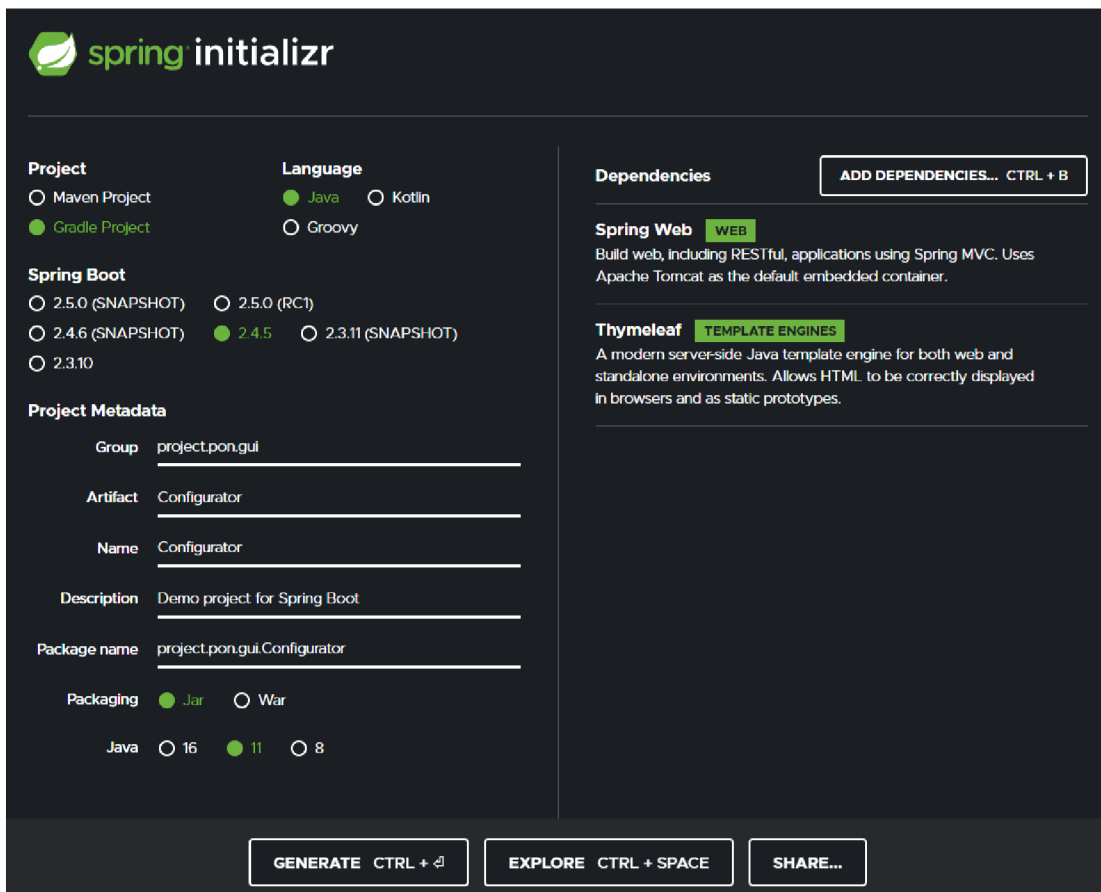 spring initializr
Project
Maven Project
Gradle Project
Language
Java Kotlin
Groovy
Spring Boot
2.5.0 (SNAPSHOT) 2.5.0 (RC1)
2.4.6 (SNAPSHOT) 2.4.5 2.3.11 (SNAPSHOT)
2.3.10
Project Metadata
Group project.pon.gui
Artifact Configurator
Name Configurator
Description Demo project for Spring Boot
Package name project.pon.gui.Configurator
Packaging Jar War
Java 16 11 8
Dependencies ADD DEPENDENCIES... CTRL + B
Spring Web WEB
Build web, including RESTful, applications using Spring MVC. Uses
Apache Tomcat as the default embedded container.
Thymeleaf TEMPLATE ENGINES
A modern server-side Java template engine for both web and
standalone environments. Allows HTML to be correctly displayed
in browsers and as static prototypes.
GENERATE CTRL + ⏎ EXPLORE CTRL + SPACE SHARE...